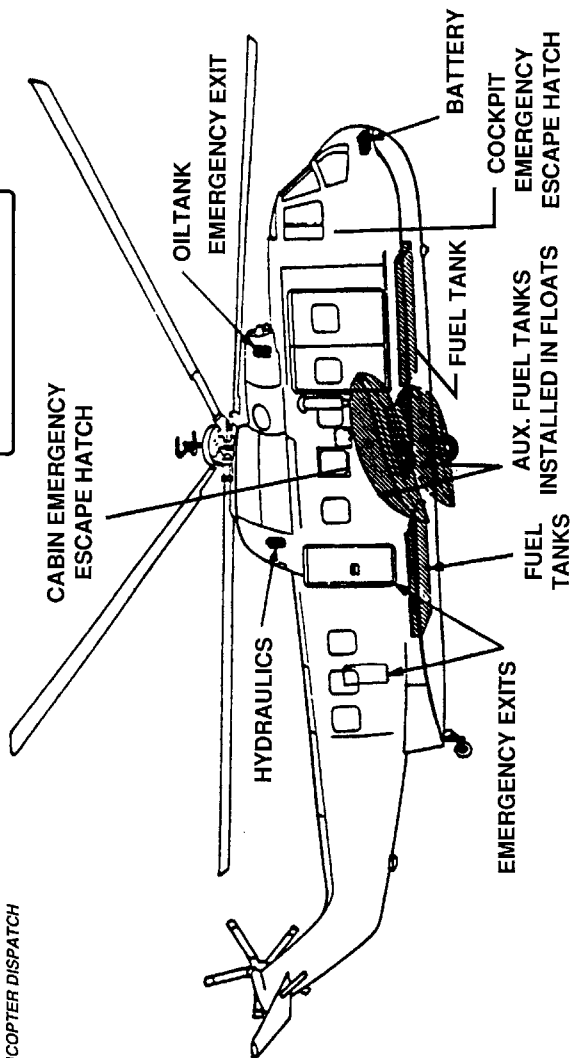 COPTER DISPATCH
CABIN EMERGENCY
ESCAPE HATCH
OILTANK
EMERGENCY EXIT
HYDRAULICS
BATTERY
COCKPIT
EMERGENCY
ESCAPE HATCH
FUEL TANK
AUX. FUEL TANKS
INSTALLED IN FLOATS
FUEL
TANKS
EMERGENCY EXITS